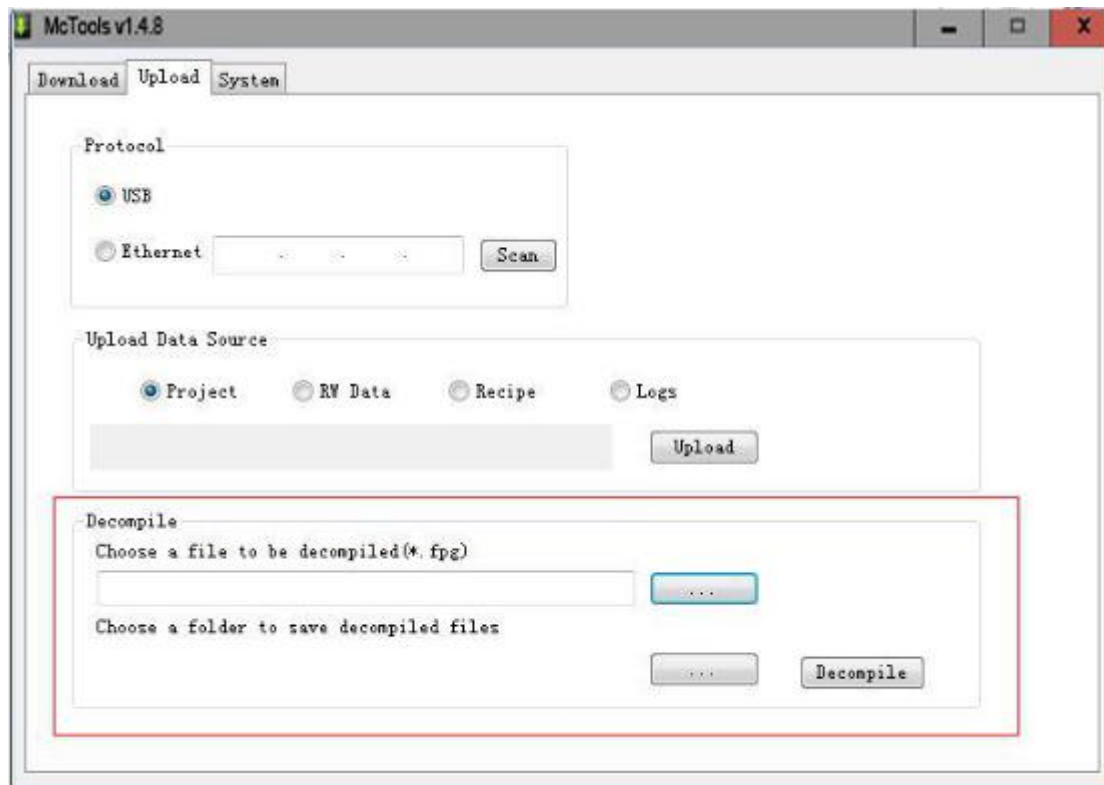 McTools v1.4.8
Download Upload System
Protocol
USB
Ethernet . . . Scan
Upload Data Source
Project RW Data Recipe Logs
Upload
Decompile
Choose a file to be decompiled(*.fpg)
...
Choose a folder to save decompiled files
... Decompile